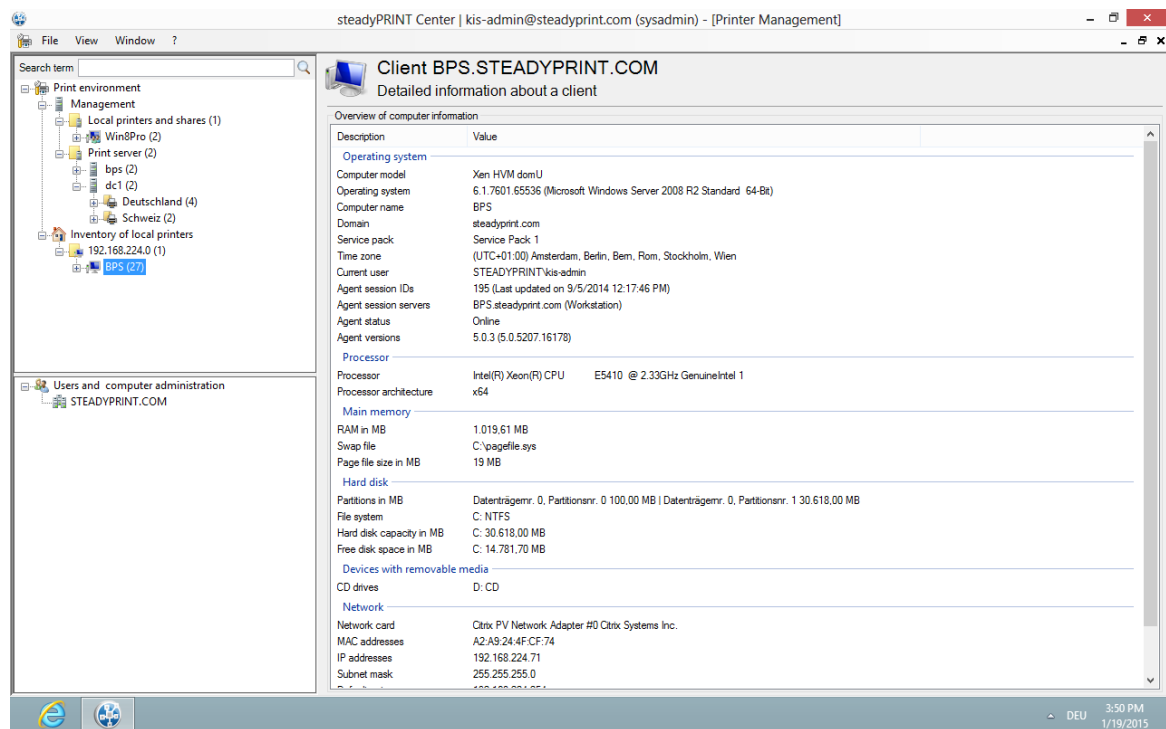 steadyPRINT Center | kis-admin@steadyprint.com (sysadmin) - [Printer Management]
File View Window ?
Search term
Print environment
Management
Local printers and shares (1)
Win8Pro (2)
Print server (2)
bps (2)
dc1 (2)
Deutschland (4)
Schweiz (2)
Inventory of local printers
192.168.224.0 (1)
BPS (27)
Users and computer administration
STEADYPRINT.COM
Client BPS.STEADYPRINT.COM
Detailed information about a client
Overview of computer information
Description Value
Operating system
Computer model Xen HVM domU
Operating system 6.1.7601.65536 (Microsoft Windows Server 2008 R2 Standard 64-Bit)
Computer name BPS
Domain steadyprint.com
Service pack Service Pack 1
Time zone (UTC+01:00) Amsterdam, Berlin, Bern, Rom, Stockholm, Wien
Current user STEADYPRINT\kis-admin
Agent session IDs 195 (Last updated on 9/5/2014 12:17:46 PM)
Agent session servers BPS.steadyprint.com (Workstation)
Agent status Online
Agent versions 5.0.3 (5.0.5207.16178)
Processor
Processor Intel(R) Xeon(R) CPU E5410 @ 2.33GHz GenuineIntel 1
Processor architecture x64
Main memory
RAM in MB 1.019,61 MB
Swap file C:\pagefile.sys
Page file size in MB 19 MB
Hard disk
Partitions in MB Datenträgernr. 0, Partitionsnr. 0 100,00 MB | Datenträgernr. 0, Partitionsnr. 1 30.618,00 MB
File system C: NTFS
Hard disk capacity in MB C: 30.618,00 MB
Free disk space in MB C: 14.781,70 MB
Devices with removable media
CD drives D: CD
Network
Network card Citrix PV Network Adapter #0 Citrix Systems Inc.
MAC addresses A2:A9:24:4F:CF:74
IP addresses 192.168.224.71
Subnet mask 255.255.255.0
DEU
3:50 PM
1/19/2015